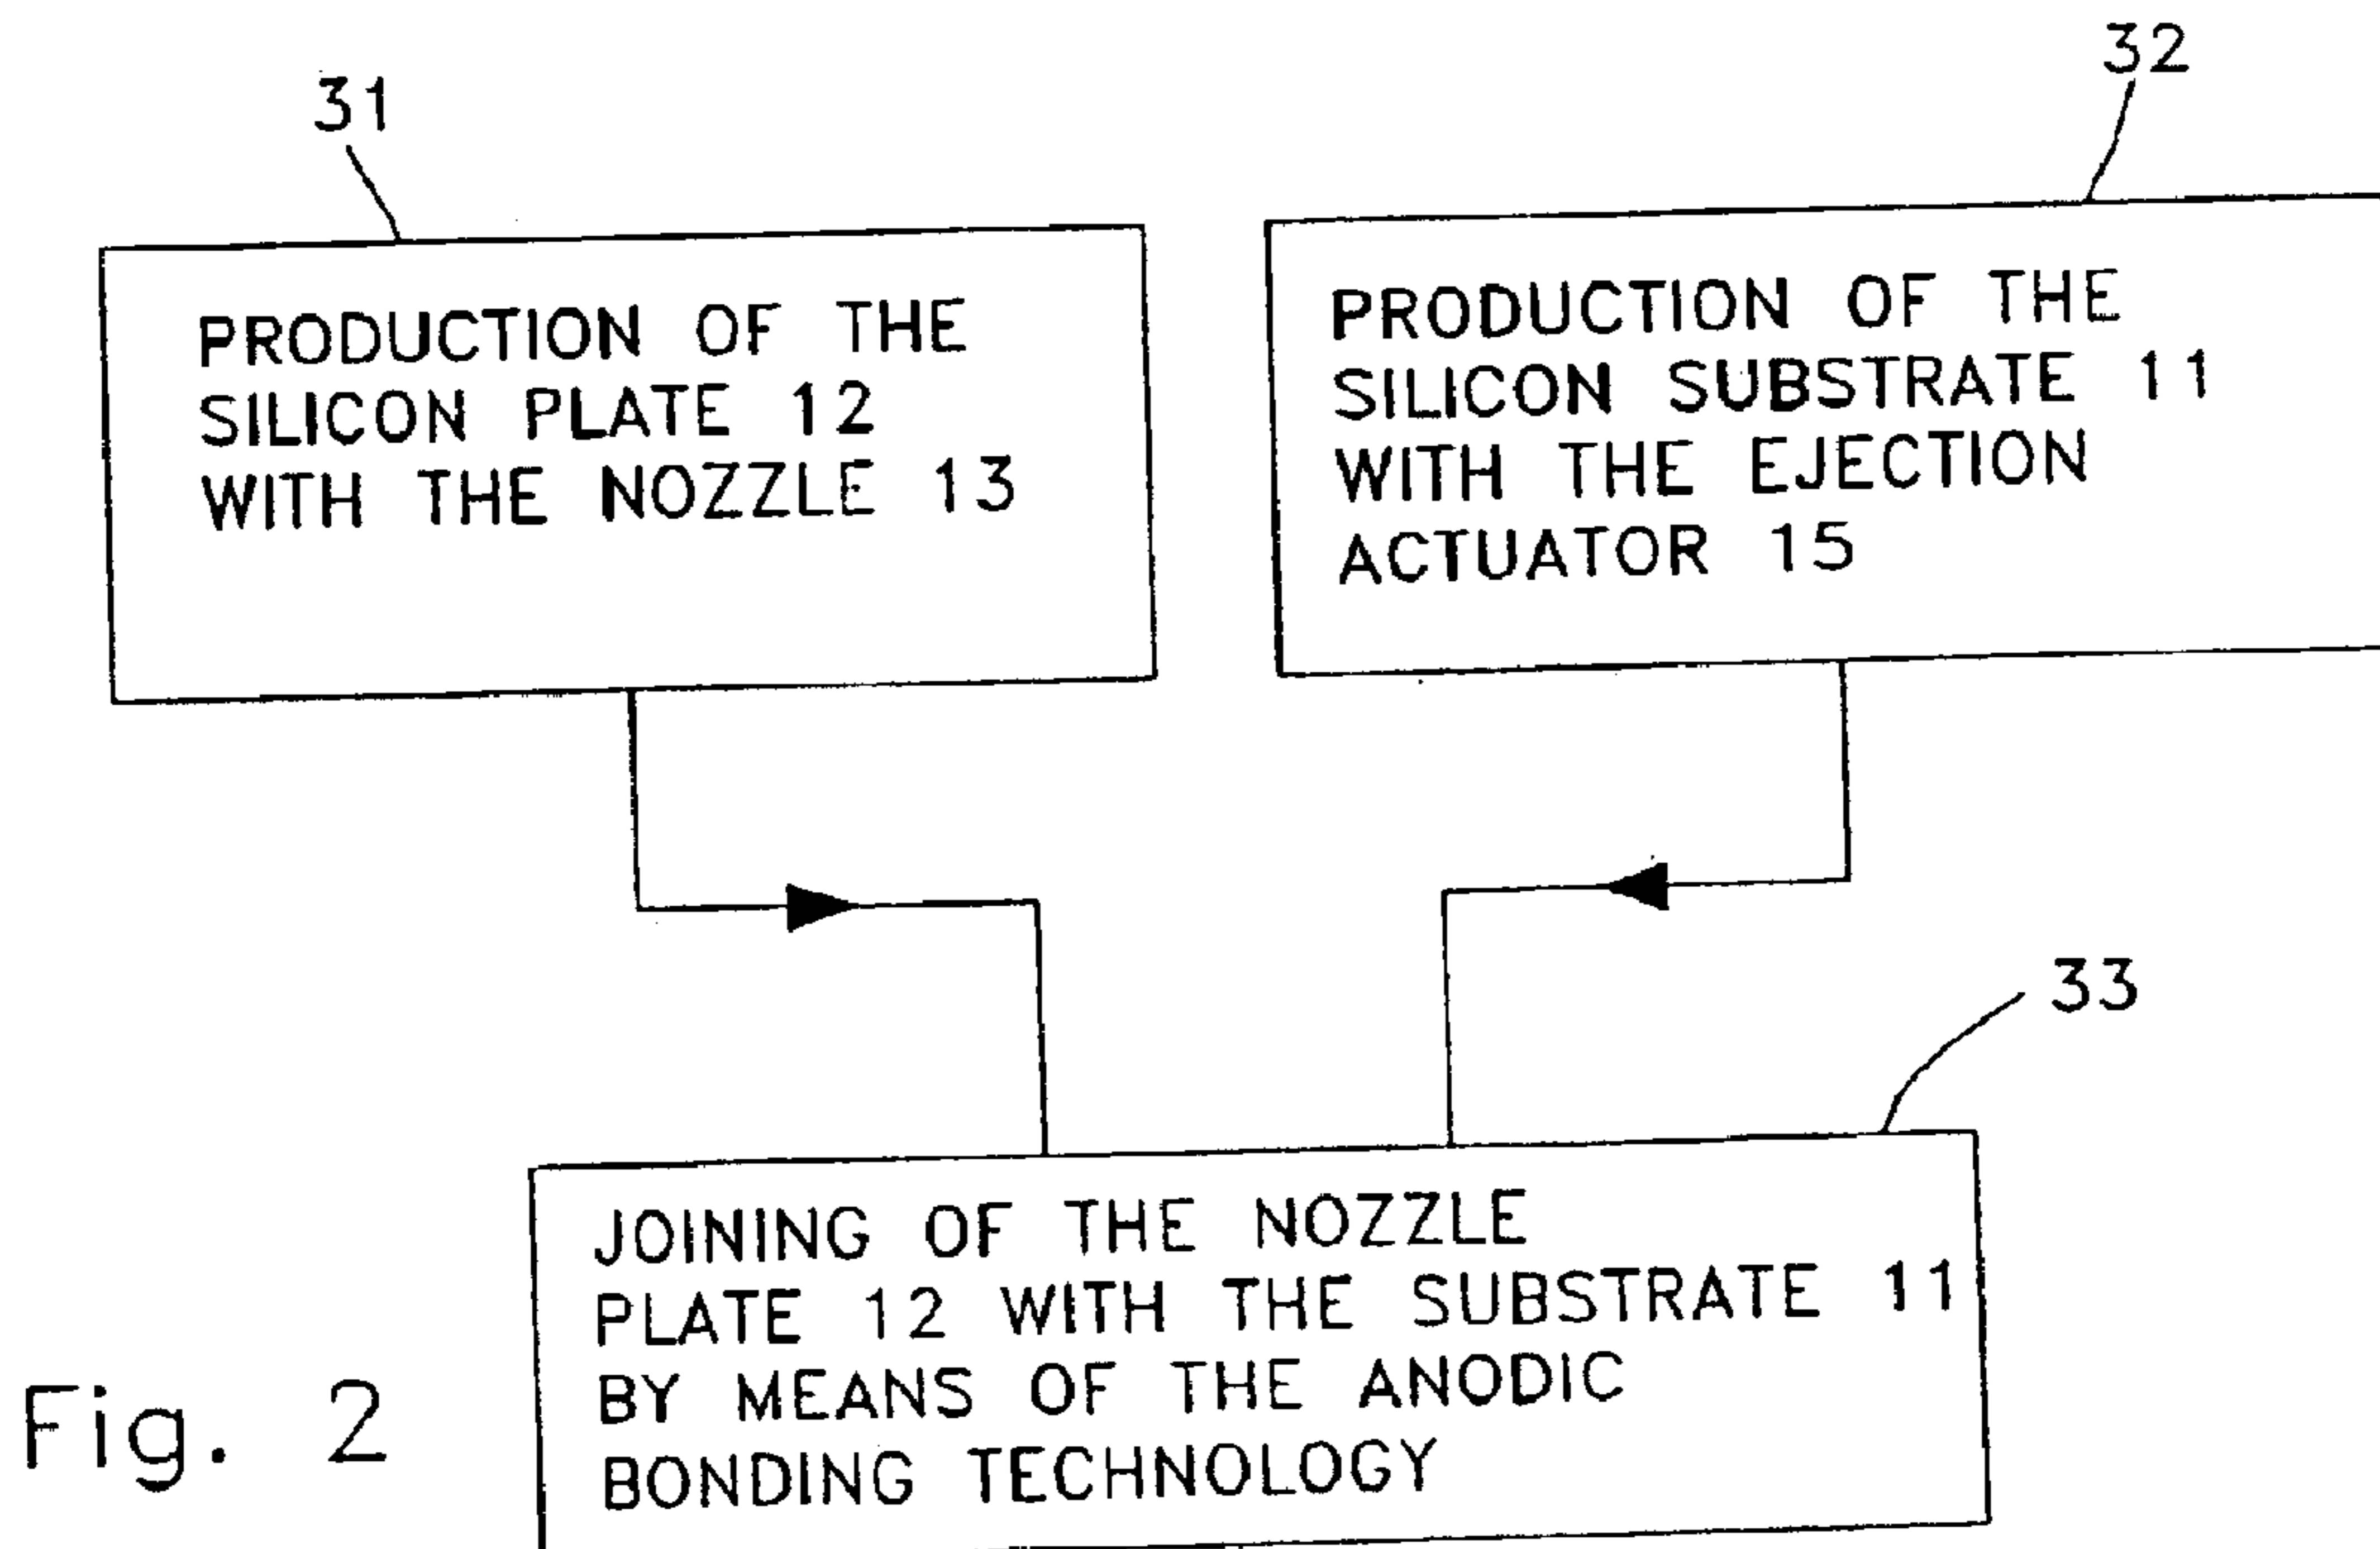 31
32
PRODUCTION OF THE
SILICON PLATE 12
WITH THE NOZZLE 13
PRODUCTION OF THE
SILICON SUBSTRATE 11
WITH THE EJECTION
ACTUATOR 15
33
JOINING OF THE NOZZLE
PLATE 12 WITH THE SUBSTRATE 11
BY MEANS OF THE ANODIC
BONDING TECHNOLOGY
Fig. 2